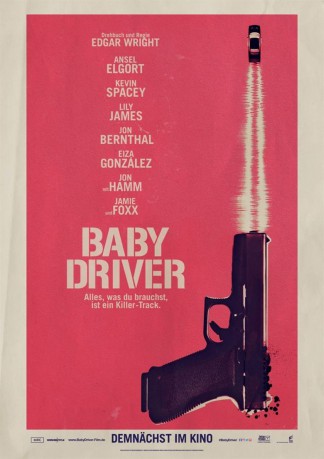 Drehbuch und Regie
EDGAR WRIGHT
ANSEL
ELGORT
KEVIN
SPACEY
LILY
JAMES
JON
BERNTHAL
EIZA
GONZÁLEZ
JON
HAMM
JAMIE
und FOXX
BABY
DRIVER
Alles, was du brauchst,
ist ein Killer-Track.
DEMNÄCHST IM KINO